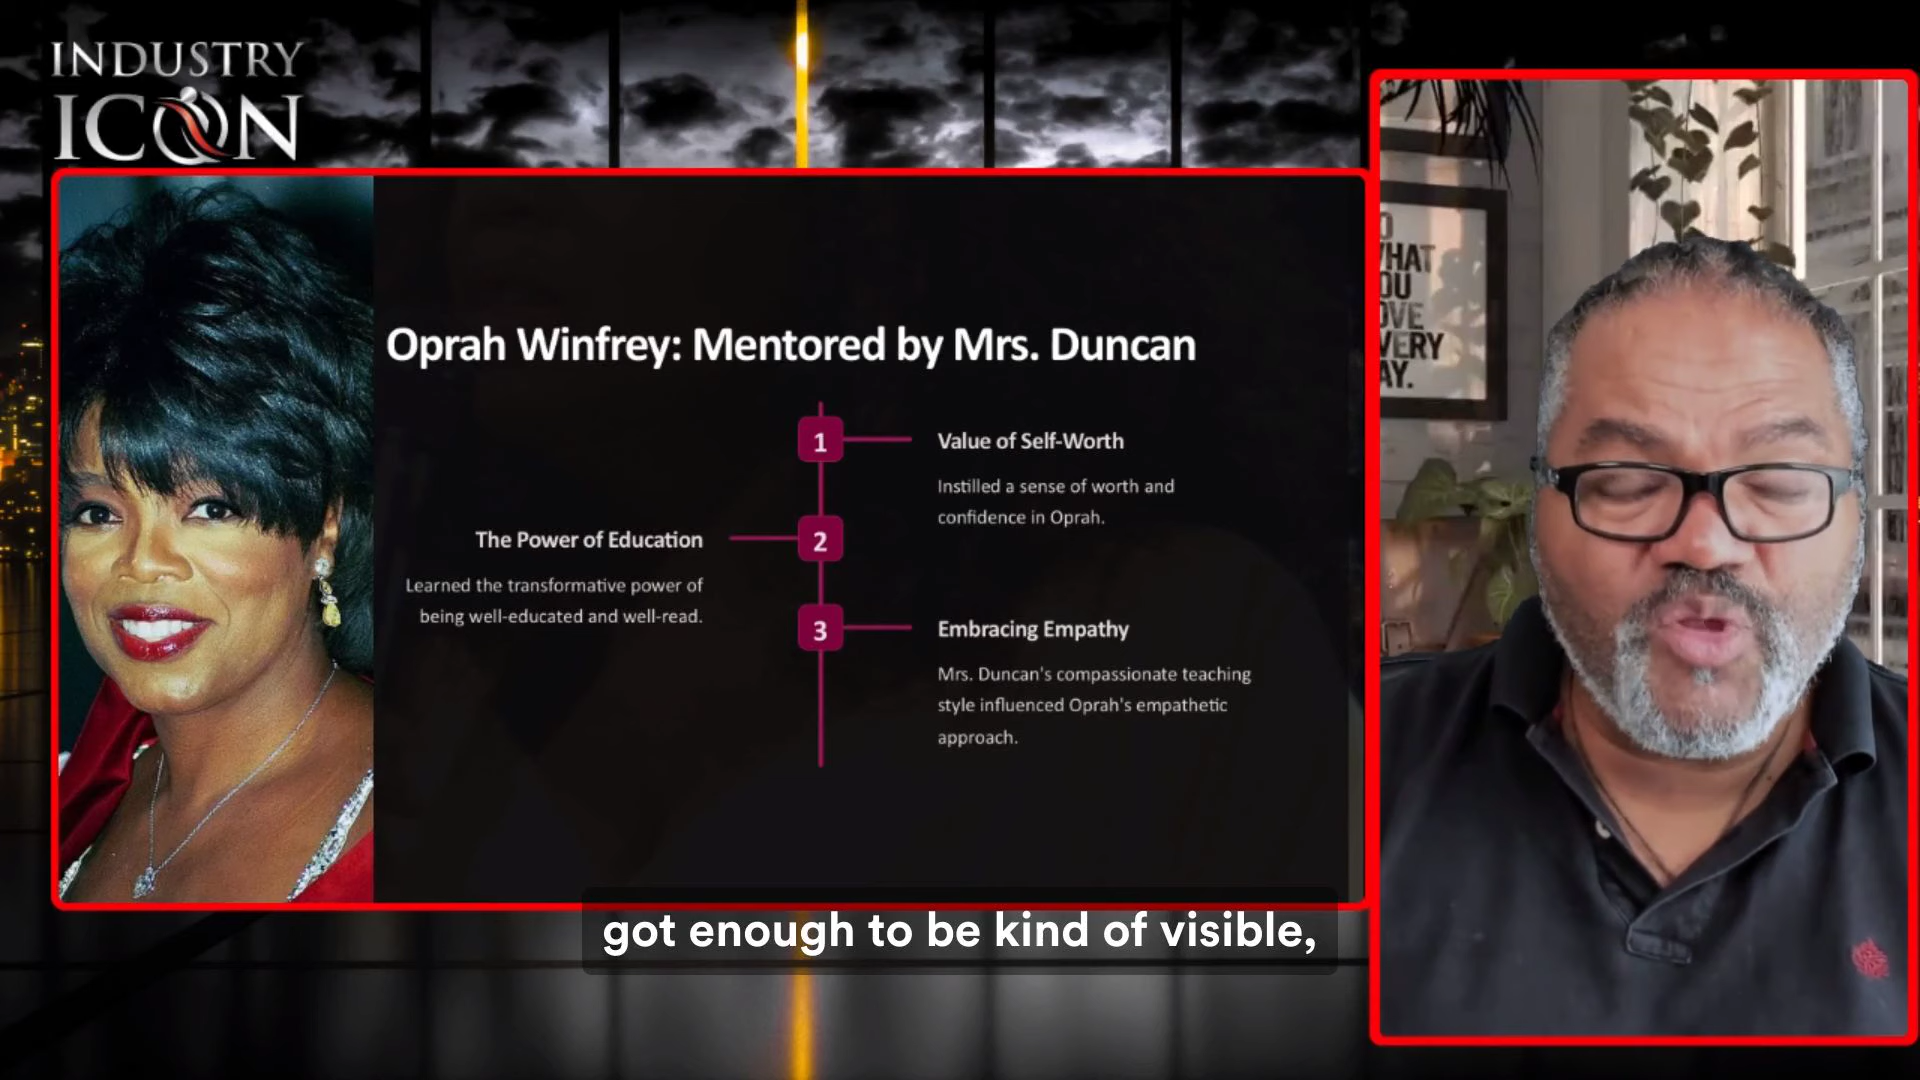 INDUSTRY
ICON
Oprah Winfrey: Mentored by Mrs. Duncan
1
Value of Self-Worth
Instilled a sense of worth and
confidence in Oprah.
2
The Power of Education
Learned the transformative power of
being well-educated and well-read.
3
Embracing Empathy
Mrs. Duncan's compassionate teaching
style influenced Oprah's empathetic
approach.
got enough to be kind of visible,